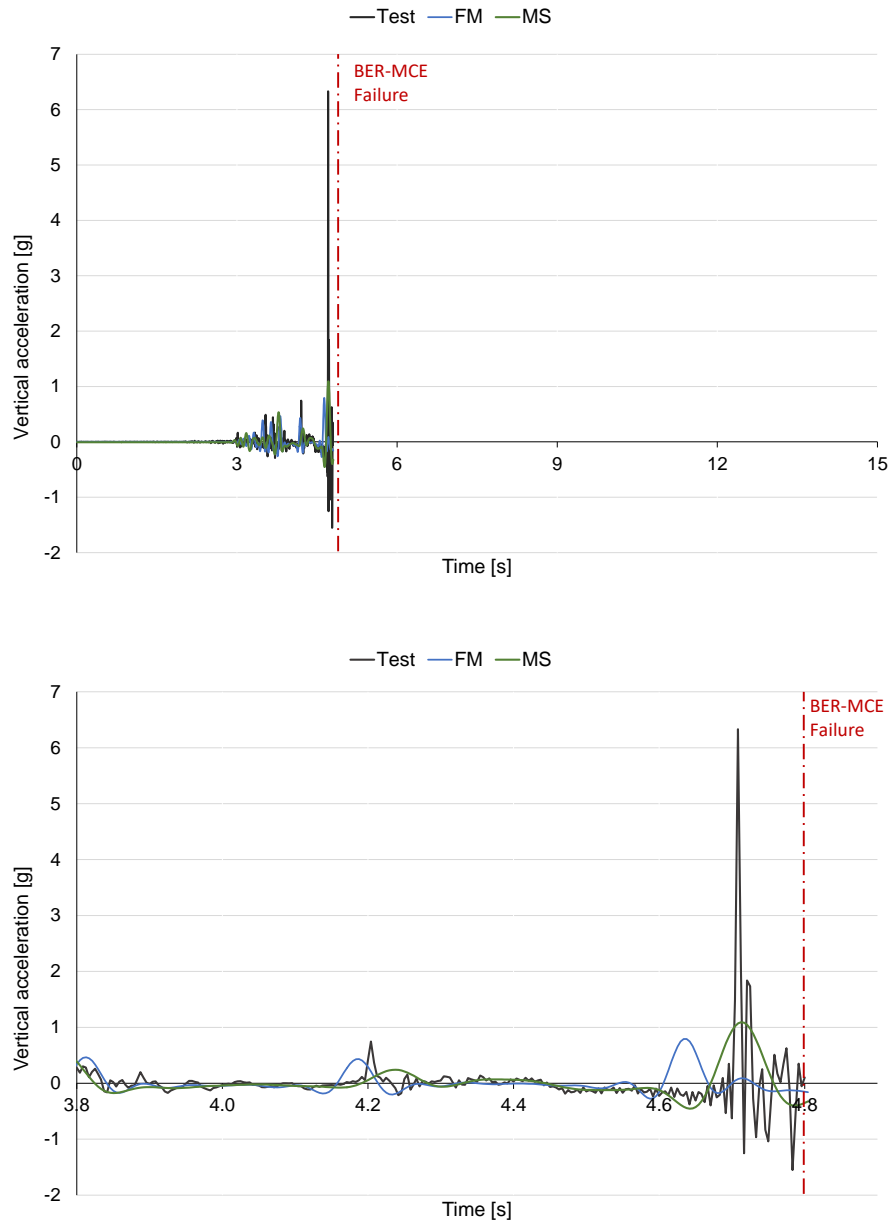 Test FM MS
7
BER-MCE
Failure
6
5
4
3
2
1
0
0 3 6 9 12 15
-1
-2
Vertical acceleration [g]
Time [s]
Test FM MS
7
BER-MCE
Failure
6
5
4
3
2
1
0
3.8 4.0 4.2 4.4 4.6 4.8
-1
-2
Vertical acceleration [g]
Time [s]